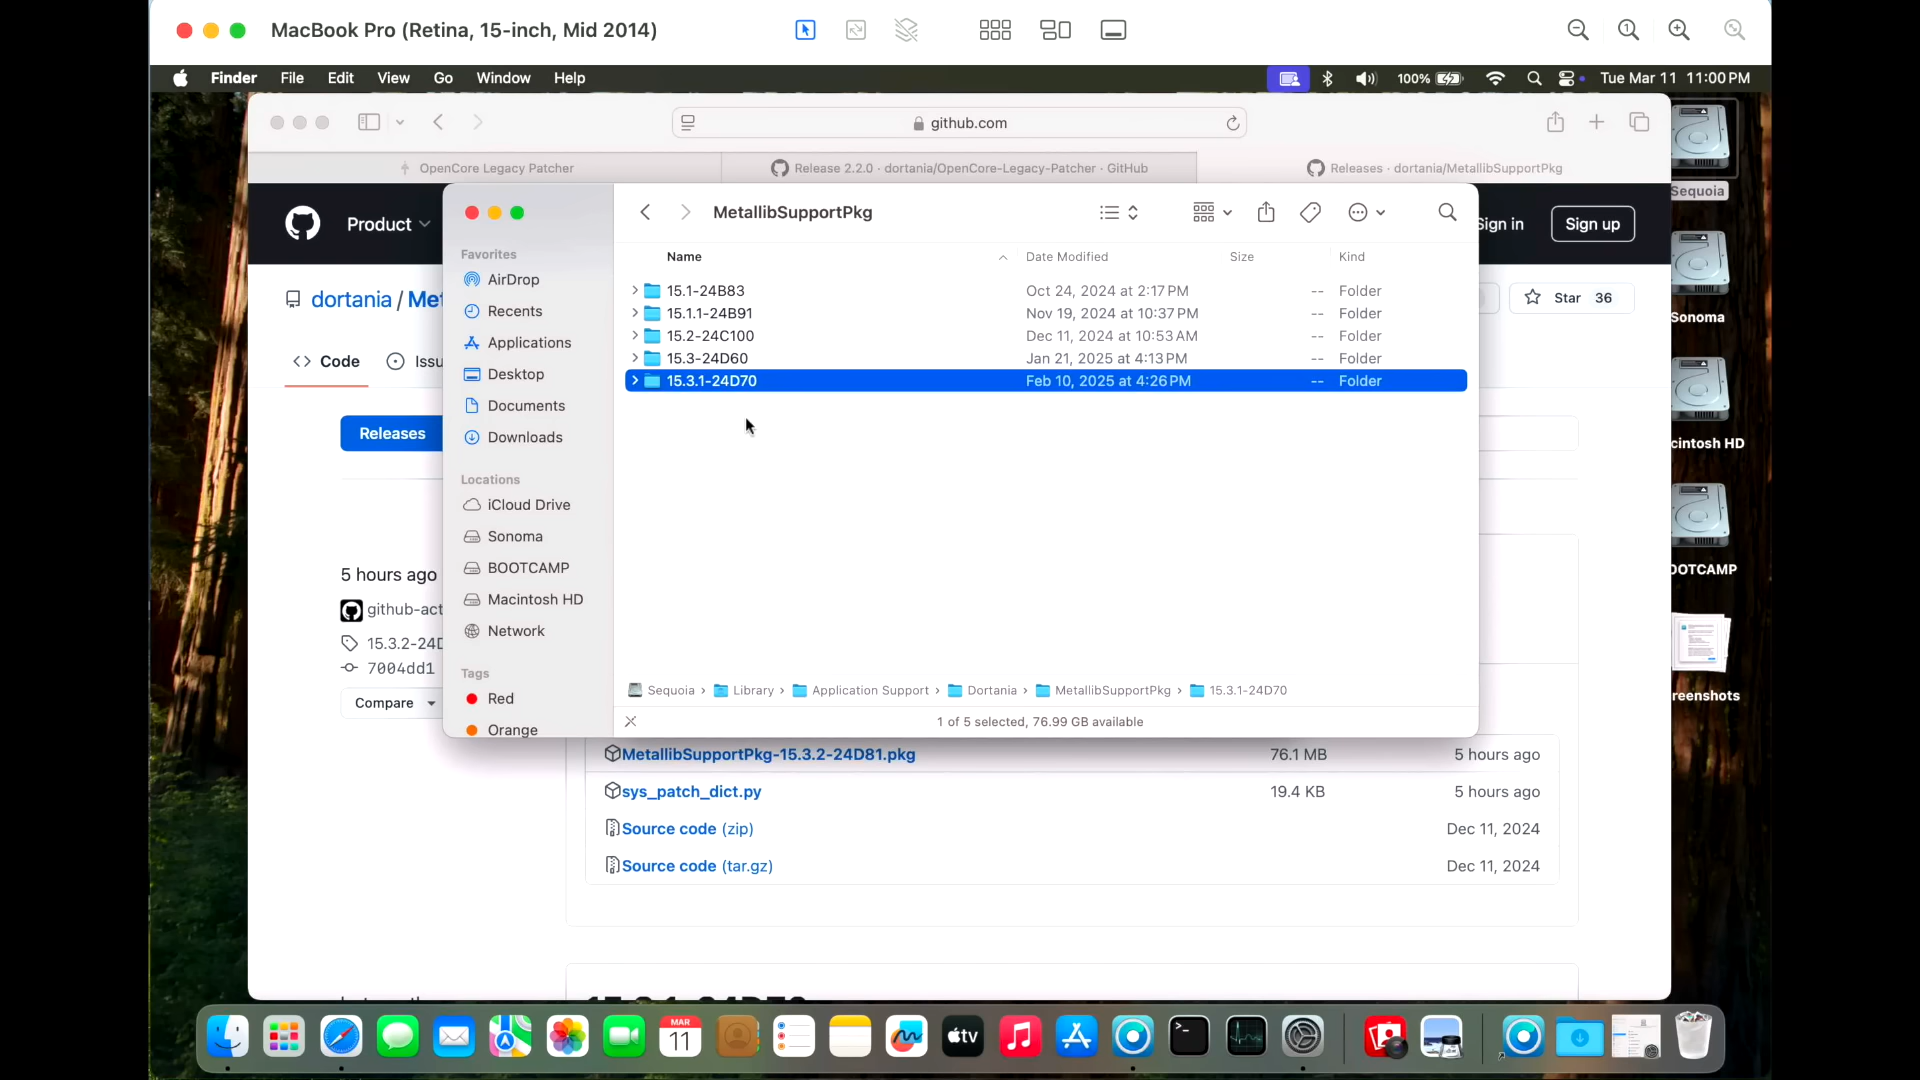 MacBook Pro (Retina, 15-inch, Mid 2014)
Finder File Edit View Go Window Help
100% Tue Mar 11 11:00 PM
github.com
OpenCore Legacy Patcher
Release 2.2.0 · dortania/OpenCore-Legacy-Patcher · GitHub
Releases · dortania/MetallibSupportPkg
Product
Sign in
Sign up
dortania / Met
Star 36
Code
Issu
Releases
5 hours ago
github-act
15.3.2-24D
7004dd1
Compare
MetallibSupportPkg
Favorites
AirDrop
Recents
Applications
Desktop
Documents
Downloads
Locations
iCloud Drive
Sonoma
BOOTCAMP
Macintosh HD
Network
Tags
Red
Orange
Name Date Modified Size Kind
15.1-24B83 Oct 24, 2024 at 2:17 PM -- Folder
15.1.1-24B91 Nov 19, 2024 at 10:37 PM -- Folder
15.2-24C100 Dec 11, 2024 at 10:53 AM -- Folder
15.3-24D60 Jan 21, 2025 at 4:13 PM -- Folder
15.3.1-24D70 Feb 10, 2025 at 4:26 PM -- Folder
Sequoia › Library › Application Support › Dortania › MetallibSupportPkg › 15.3.1-24D70
1 of 5 selected, 76.99 GB available
MetallibSupportPkg-15.3.2-24D81.pkg 76.1 MB 5 hours ago
sys_patch_dict.py 19.4 KB 5 hours ago
Source code (zip) Dec 11, 2024
Source code (tar.gz) Dec 11, 2024
Sequoia
Sonoma
cintosh HD
OOTCAMP
reenshots
MAR
11
tv